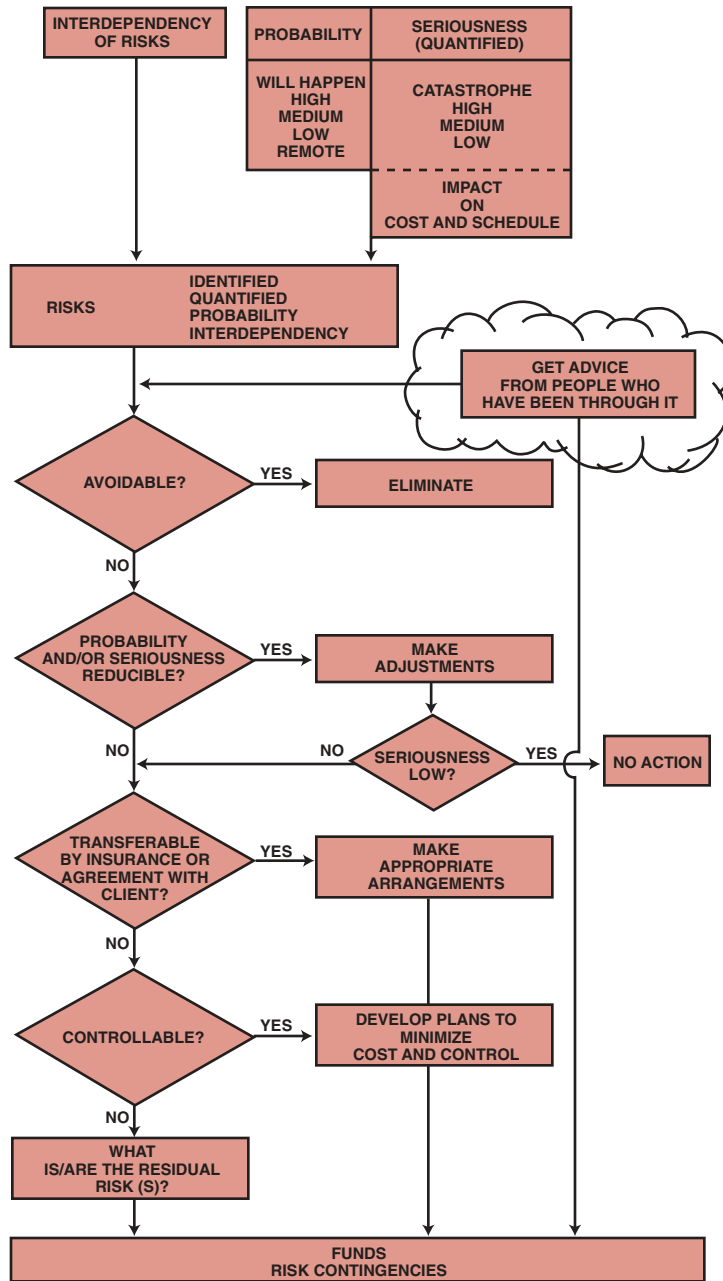 INTERDEPENDENCY
OF RISKS
PROBABILITY
SERIOUSNESS
(QUANTIFIED)
WILL HAPPEN
HIGH
MEDIUM
LOW
REMOTE
CATASTROPHE
HIGH
MEDIUM
LOW
IMPACT
ON
COST AND SCHEDULE
RISKS
IDENTIFIED
QUANTIFIED
PROBABILITY
INTERDEPENDENCY
GET ADVICE
FROM PEOPLE WHO
HAVE BEEN THROUGH IT
AVOIDABLE?
YES
ELIMINATE
NO
PROBABILITY
AND/OR SERIOUSNESS
REDUCIBLE?
YES
MAKE
ADJUSTMENTS
NO
NO
SERIOUSNESS
LOW?
YES
NO ACTION
TRANSFERABLE
BY INSURANCE OR
AGREEMENT WITH
CLIENT?
YES
MAKE
APPROPRIATE
ARRANGEMENTS
NO
CONTROLLABLE?
YES
DEVELOP PLANS TO
MINIMIZE
COST AND CONTROL
NO
WHAT
IS/ARE THE RESIDUAL
RISK (S)?
FUNDS
RISK CONTINGENCIES